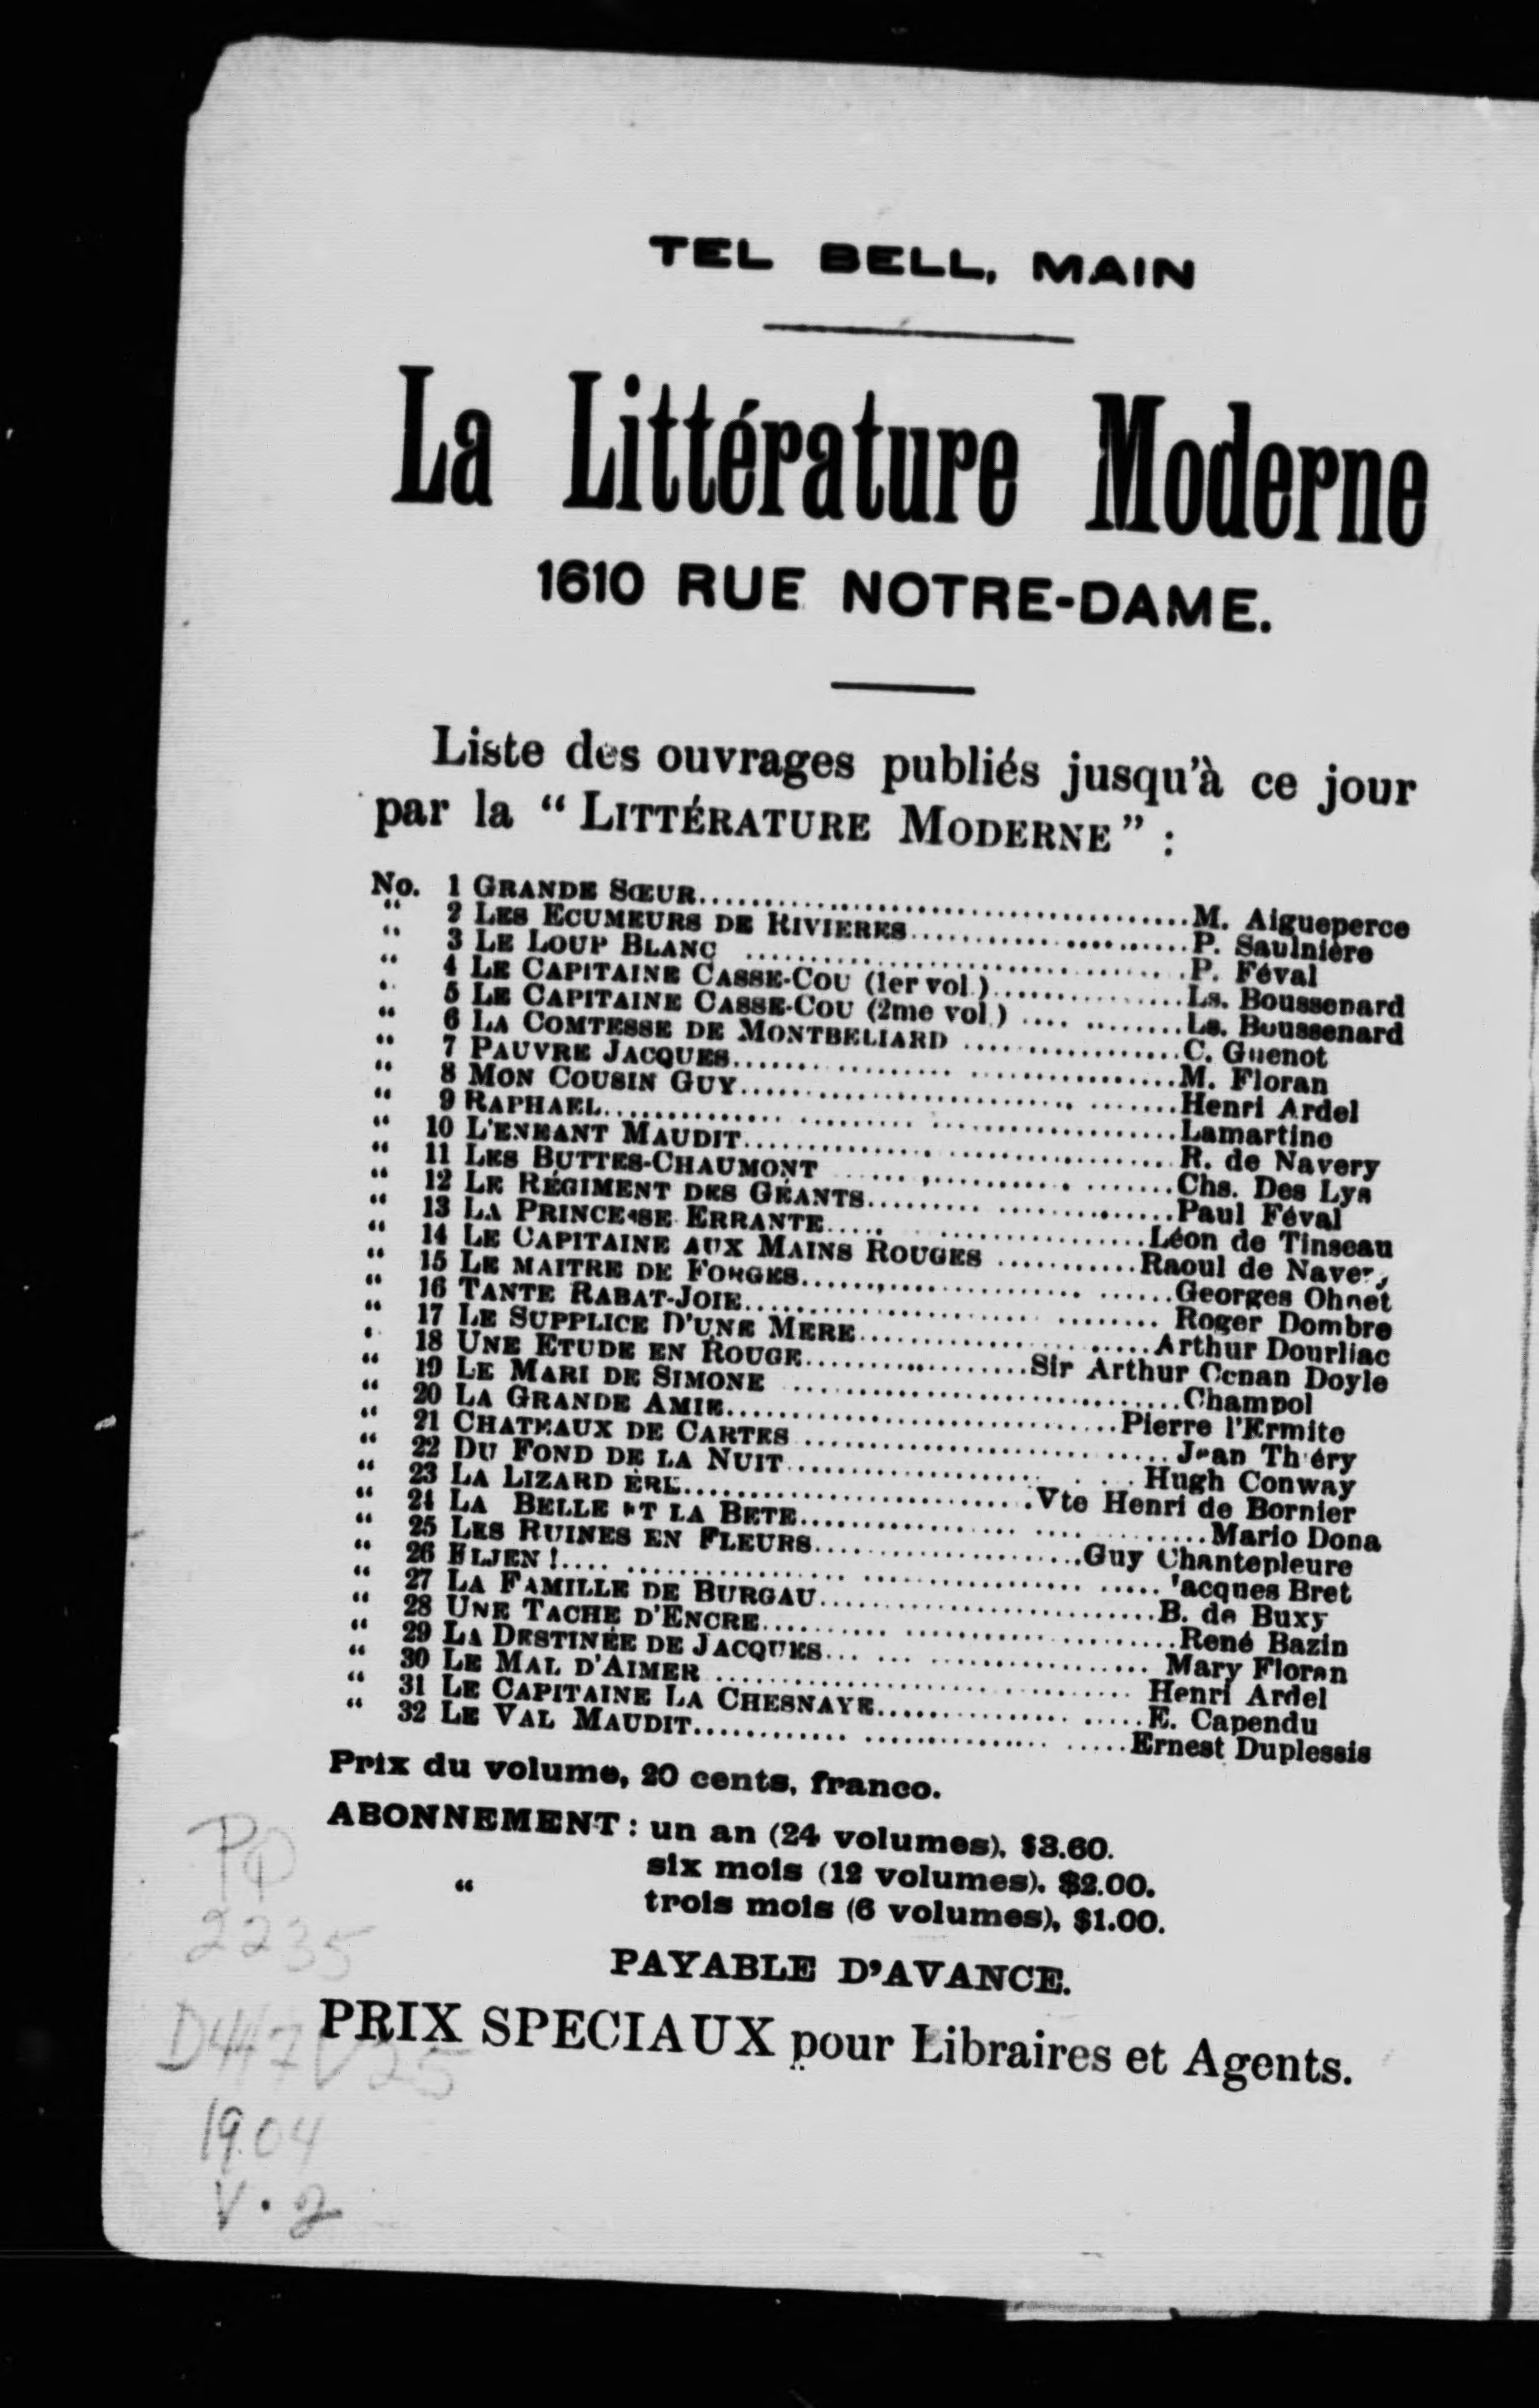 TEL BELL, MAIN
La Littérature Moderne
1610 RUE NOTRE-DAME.
Liste des ouvrages publiés jusqu'à ce jour
par la “ LITTÉRATURE MODERNE ” :
No. 1 GRANDE SŒUR........................................M. Aigueperce
“ 2 LES ECUMEURS DE RIVIERES........................P. Saulnière
“ 3 LE LOUP BLANC ........................................P. Féval
“ 4 LE CAPITAINE CASSE-COU (1er vol.)................Ls. Boussenard
“ 5 LE CAPITAINE CASSE-COU (2me vol.) ..............Ls. Boussenard
“ 6 LA COMTESSE DE MONTBELIARD ....................C. Guenot
“ 7 PAUVRE JACQUES........................................M. Floran
“ 8 MON COUSIN GUY........................................Henri Ardel
“ 9 RAPHAEL..................................................Lamartine
“ 10 L'ENFANT MAUDIT........................................R. de Navery
“ 11 LES BUTTES-CHAUMONT ..............................Chs. Des Lys
“ 12 LE RÉGIMENT DES GÉANTS............................Paul Féval
“ 13 LA PRINCESSE ERRANTE..............................Léon de Tinseau
“ 14 LE CAPITAINE AUX MAINS ROUGES ..............Raoul de Navery
“ 15 LE MAITRE DE FORGES................................Georges Ohnet
“ 16 TANTE RABAT-JOIE.................................... Roger Dombre
“ 17 LE SUPPLICE D'UNE MERE............................Arthur Dourliac
“ 18 UNE ETUDE EN ROUGE....................Sir Arthur Conan Doyle
“ 19 LE MARI DE SIMONE ....................................Champol
“ 20 LA GRANDE AMIE..................................Pierre l'Ermite
“ 21 CHATEAUX DE CARTES ................................Jean Théry
“ 22 DU FOND DE LA NUIT.............................. Hugh Conway
“ 23 LA LIZARDIÈRE..............................Vte Henri de Bornier
“ 24 LA BELLE ET LA BETE..................................Mario Dona
“ 25 LES RUINES EN FLEURS........................Guy Chantepleure
“ 26 ELJEN !..................................................Jacques Bret
“ 27 LA FAMILLE DE BURGAU..............................B. de Buxy
“ 28 UNE TACHE D'ENCRE....................................René Bazin
“ 29 LA DESTINÉE DE JACQUES............................ Mary Floran
“ 30 LE MAL D'AIMER .................................... Henri Ardel
“ 31 LE CAPITAINE LA CHESNAYE........................E. Capendu
“ 32 LE VAL MAUDIT........................................Ernest Duplessis
Prix du volume, 20 cents, franco.
ABONNEMENT : un an (24 volumes), $3.60.
six mois (12 volumes), $2.00.
“ trois mois (6 volumes), $1.00.
PAYABLE D'AVANCE.
PRIX SPECIAUX pour Libraires et Agents.
PQ
2235
D447V25
1904
V. 2